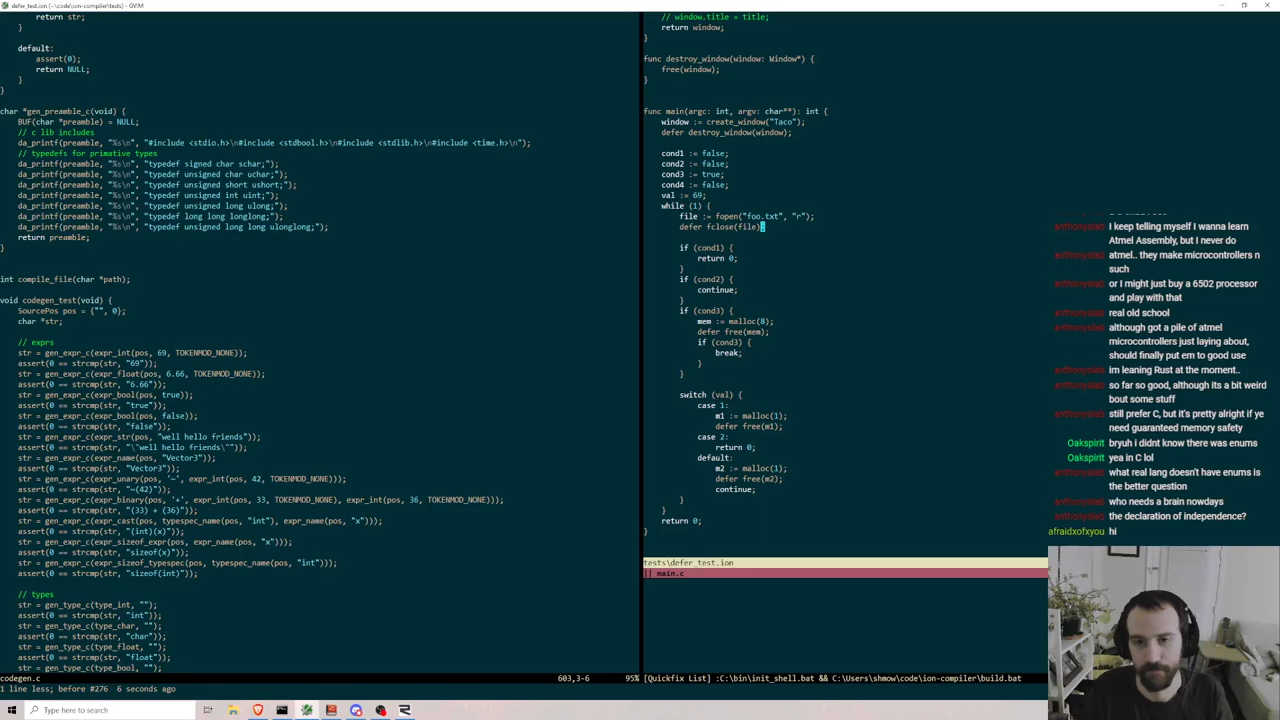 defer_test.ion [~\code\ion-compiler\tests] - GVIM
return str;
}
default:
assert(0);
return NULL;
}
}
char *gen_preamble_c(void) {
BUF(char *preamble) = NULL;
// c lib includes
da_printf(preamble, "%s\n", "#include <stdio.h>\n#include <stdbool.h>\n#include <stdlib.h>\n#include <time.h>\n");
// typedefs for primative types
da_printf(preamble, "%s\n", "typedef signed char schar;");
da_printf(preamble, "%s\n", "typedef unsigned char uchar;");
da_printf(preamble, "%s\n", "typedef unsigned short ushort;");
da_printf(preamble, "%s\n", "typedef unsigned int uint;");
da_printf(preamble, "%s\n", "typedef unsigned long ulong;");
da_printf(preamble, "%s\n", "typedef long long longlong;");
da_printf(preamble, "%s\n", "typedef unsigned long long ulonglong;");
return preamble;
}
int compile_file(char *path);
void codegen_test(void) {
SourcePos pos = {"", 0};
char *str;
// exprs
str = gen_expr_c(expr_int(pos, 69, TOKENMOD_NONE));
assert(0 == strcmp(str, "69"));
str = gen_expr_c(expr_float(pos, 6.66, TOKENMOD_NONE));
assert(0 == strcmp(str, "6.66"));
str = gen_expr_c(expr_bool(pos, true));
assert(0 == strcmp(str, "true"));
str = gen_expr_c(expr_bool(pos, false));
assert(0 == strcmp(str, "false"));
str = gen_expr_c(expr_str(pos, "well hello friends"));
assert(0 == strcmp(str, "\"well hello friends\""));
str = gen_expr_c(expr_name(pos, "Vector3"));
assert(0 == strcmp(str, "Vector3"));
str = gen_expr_c(expr_unary(pos, '~', expr_int(pos, 42, TOKENMOD_NONE)));
assert(0 == strcmp(str, "~(42)"));
str = gen_expr_c(expr_binary(pos, '+', expr_int(pos, 33, TOKENMOD_NONE), expr_int(pos, 36, TOKENMOD_NONE)));
assert(0 == strcmp(str, "(33) + (36)"));
str = gen_expr_c(expr_cast(pos, typespec_name(pos, "int"), expr_name(pos, "x")));
assert(0 == strcmp(str, "(int)(x)"));
str = gen_expr_c(expr_sizeof_expr(pos, expr_name(pos, "x")));
assert(0 == strcmp(str, "sizeof(x)"));
str = gen_expr_c(expr_sizeof_typespec(pos, typespec_name(pos, "int")));
assert(0 == strcmp(str, "sizeof(int)"));
// types
str = gen_type_c(type_int, "");
assert(0 == strcmp(str, "int"));
str = gen_type_c(type_char, "");
assert(0 == strcmp(str, "char"));
str = gen_type_c(type_float, "");
assert(0 == strcmp(str, "float"));
str = gen_type_c(type_bool, "");
codegen.c 603,3-6 95%
1 line less; before #276 6 seconds ago
// window.title = title;
return window;
}
func destroy_window(window: Window*) {
free(window);
}
func main(argc: int, argv: char**): int {
window := create_window("Taco");
defer destroy_window(window);
cond1 := false;
cond2 := false;
cond3 := true;
cond4 := false;
val := 69;
while (1) {
file := fopen("foo.txt", "r");
defer fclose(file);
if (cond1) {
return 0;
}
if (cond2) {
continue;
}
if (cond3) {
mem := malloc(8);
defer free(mem);
if (cond3) {
break;
}
}
switch (val) {
case 1:
m1 := malloc(1);
defer free(m1);
case 2:
return 0;
default:
m2 := malloc(1);
defer free(m2);
continue;
}
}
return 0;
}
tests\defer_test.ion
|| main.c
[Quickfix List] :C:\bin\init_shell.bat && C:\Users\shmow\code\ion-compiler\build.bat
anthonyslab I keep telling myself I wanna learn
Atmel Assembly, but I never do
anthonyslab atmel.. they make microcontrollers n
such
anthonyslab or I might just buy a 6502 processor
and play with that
anthonyslab real old school
anthonyslab although got a pile of atmel
microcontrollers just laying about,
should finally put em to good use
anthonyslab im leaning Rust at the moment..
anthonyslab so far so good, although its a bit weird
bout some stuff
anthonyslab still prefer C, but it's pretty alright if ye
need guaranteed memory safety
Oakspirit bryuh i didnt know there was enums
Oakspirit yea in C lol
anthonyslab what real lang doesn't have enums is
the better question
anthonyslab who needs a brain nowdays
anthonyslab the declaration of independence?
afraidxofxyou hi
Type here to search